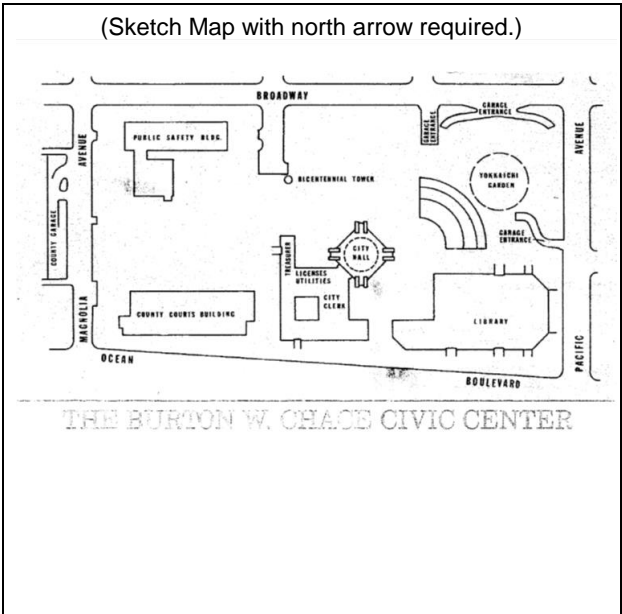 (Sketch Map with north arrow required.)
BROADWAY
GARAGE
ENTRANCE
GARAGE
ENTRANCE
AVENUE
AVENUE
PUBLIC SAFETY BLDG.
BICENTENNIAL TOWER
YOKKAICHI
GARDEN
COUNTY GARAGE
TREASURER
CITY
HALL
GARAGE
ENTRANCE
LICENSES
UTILITIES
CITY
CLERK
COUNTY COURTS BUILDING
LIBRARY
MAGNOLIA
PACIFIC
OCEAN
BOULEVARD
THE BURTON W. CHACE CIVIC CENTER